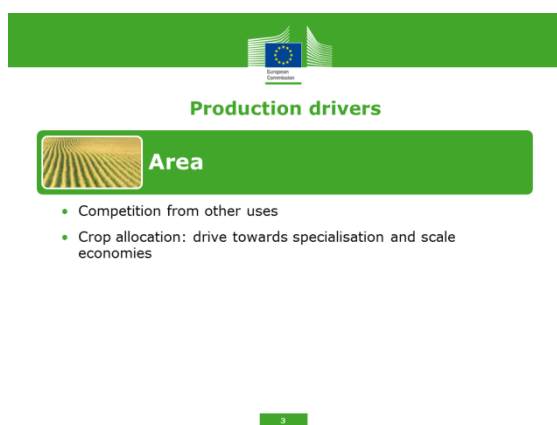 European
Commission
Production drivers
Area
• Competition from other uses
• Crop allocation: drive towards specialisation and scale
economies
3